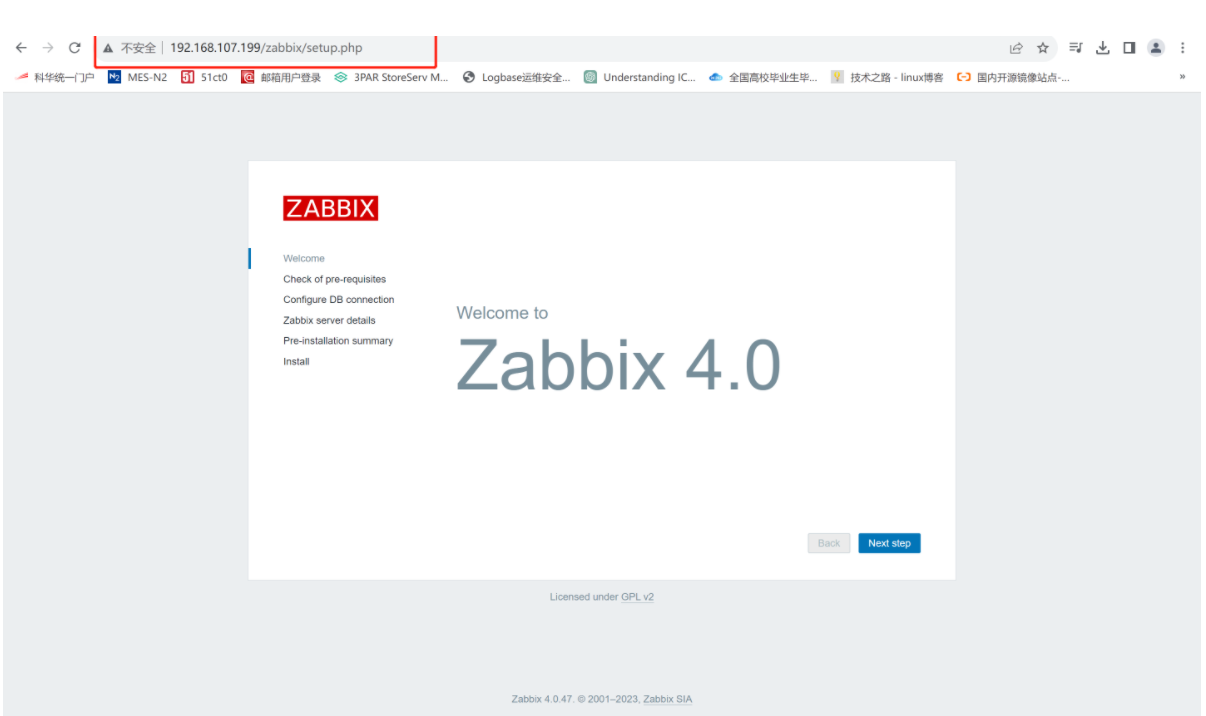 不安全 192.168.107.199/zabbix/setup.php
科华统一门户 N2 MES-N2 51 51ct0 邮箱用户登录 3PAR StoreServ M... Logbase运维安全... Understanding IC... 全国高校毕业生毕... 技术之路 - linux博客 国内开源镜像站点-... »
ZABBIX
Welcome
Check of pre-requisites
Configure DB connection
Zabbix server details
Pre-installation summary
Install
Welcome to
Zabbix 4.0
Back Next step
Licensed under GPL v2
Zabbix 4.0.47. © 2001–2023, Zabbix SIA